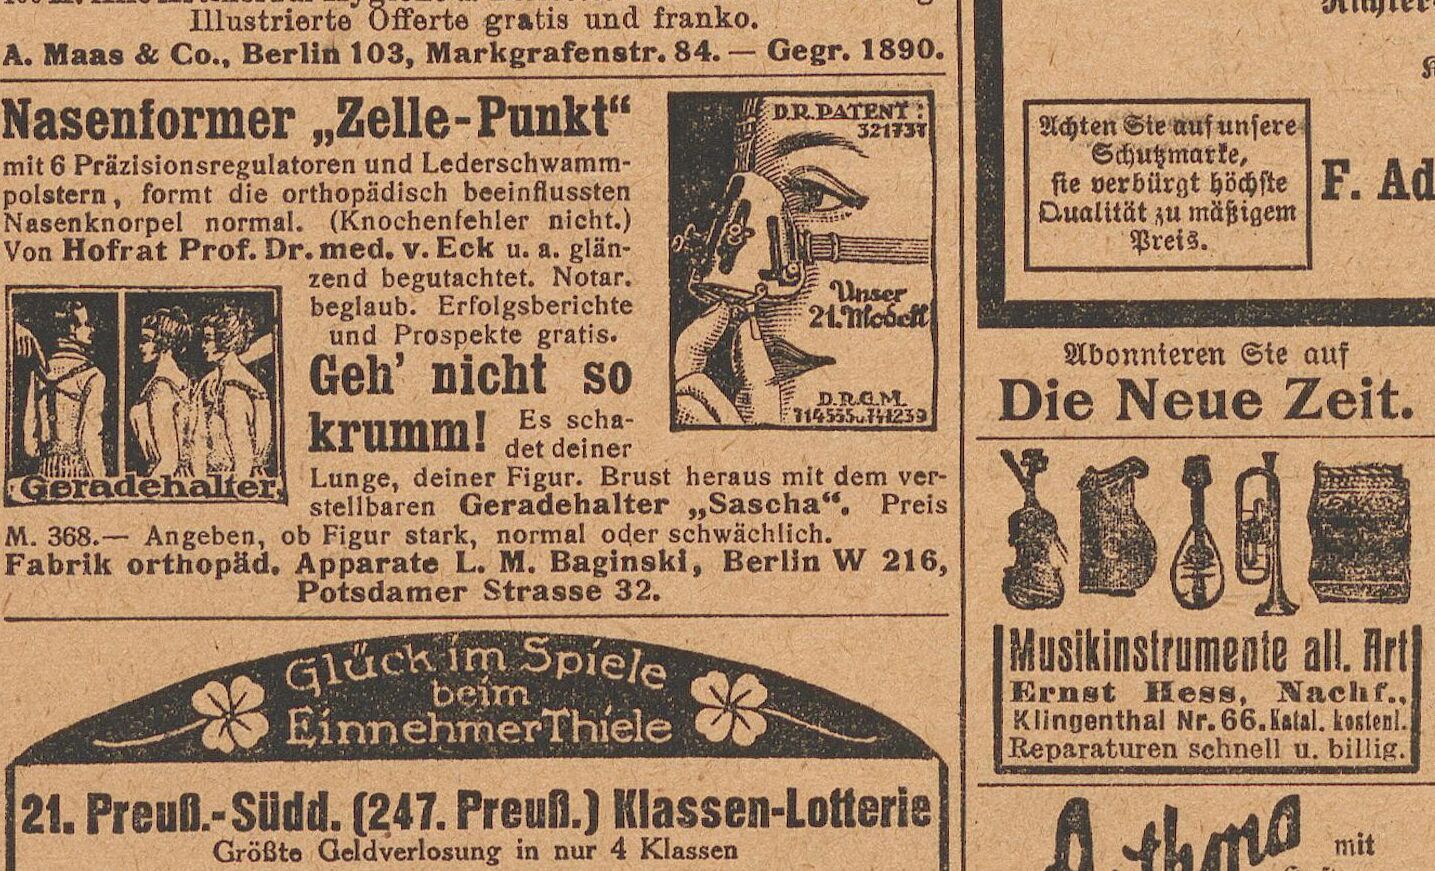 Illustrierte Offerte gratis und franko.
A. Maas & Co., Berlin 103, Markgrafenstr. 84. — Gegr. 1890.
Nasenformer „Zelle-Punkt“
mit 6 Präzisionsregulatoren und Lederschwamm-
polstern, formt die orthopädisch beeinflussten
Nasenknorpel normal. (Knochenfehler nicht.)
Von Hofrat Prof. Dr. med. v. Eck u. a. glän-
zend begutachtet. Notar.
beglaub. Erfolgsberichte
und Prospekte gratis.
D.R. PATENT:
321737
Unser
21. Modell
D.R.G.M.
714535u.741239
Geradehalter
Geh' nicht so
krumm! Es scha-
det deiner
Lunge, deiner Figur. Brust heraus mit dem ver-
stellbaren Geradehalter „Sascha“. Preis
M. 368.— Angeben, ob Figur stark, normal oder schwächlich.
Fabrik orthopäd. Apparate L. M. Baginski, Berlin W 216,
Potsdamer Strasse 32.
Glück im Spiele
beim
Einnehmer Thiele
21. Preuß.-Südd. (247. Preuß.) Klassen-Lotterie
Größte Geldverlosung in nur 4 Klassen
Achten Sie auf unsere
Schutzmarke,
sie verbürgt höchste
Qualität zu mäßigem
Preis.
F. Ad
Abonnieren Sie auf
Die Neue Zeit.
Musikinstrumente all. Art
Ernst Hess, Nachf.,
Klingenthal Nr. 66. Katal. kostenl.
Reparaturen schnell u. billig.
mit